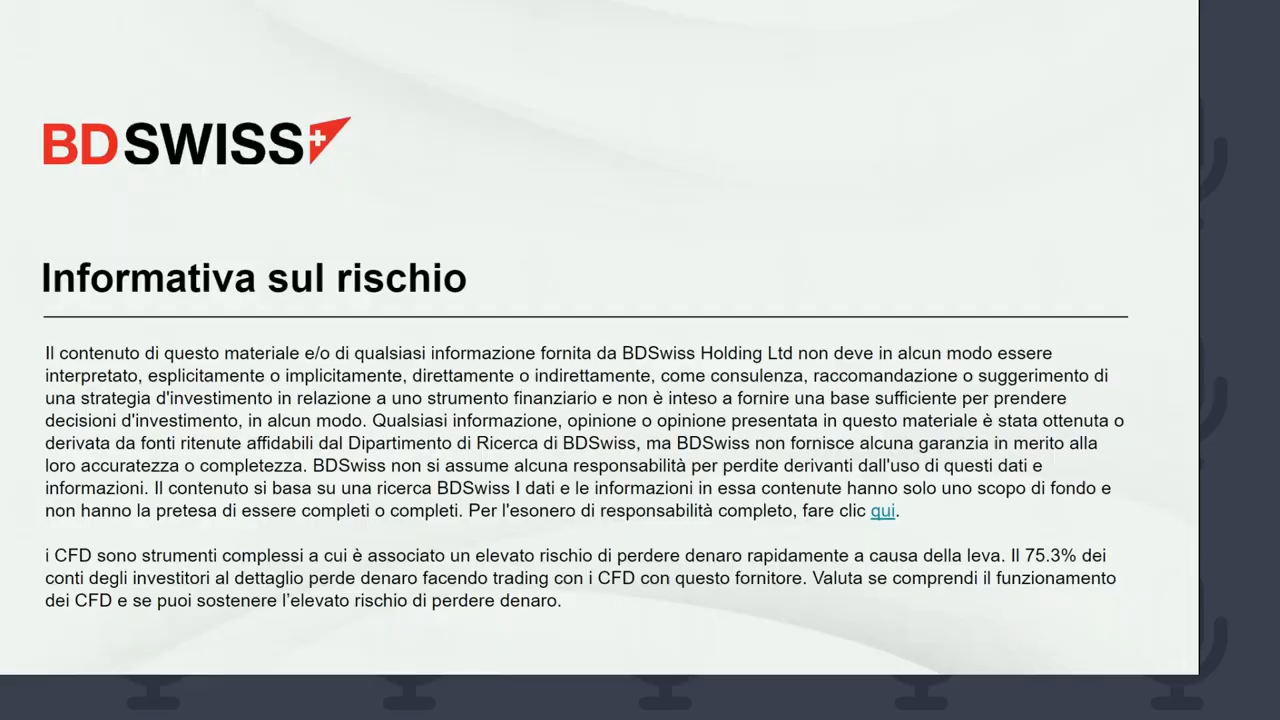 BDSWISS
Informativa sul rischio
Il contenuto di questo materiale e/o di qualsiasi informazione fornita da BDSwiss Holding Ltd non deve in alcun modo essere
interpretato, esplicitamente o implicitamente, direttamente o indirettamente, come consulenza, raccomandazione o suggerimento di
una strategia d'investimento in relazione a uno strumento finanziario e non è inteso a fornire una base sufficiente per prendere
decisioni d'investimento, in alcun modo. Qualsiasi informazione, opinione o opinione presentata in questo materiale è stata ottenuta o
derivata da fonti ritenute affidabili dal Dipartimento di Ricerca di BDSwiss, ma BDSwiss non fornisce alcuna garanzia in merito alla
loro accuratezza o completezza. BDSwiss non si assume alcuna responsabilità per perdite derivanti dall'uso di questi dati e
informazioni. Il contenuto si basa su una ricerca BDSwiss I dati e le informazioni in essa contenute hanno solo uno scopo di fondo e
non hanno la pretesa di essere completi o completi. Per l'esonero di responsabilità completo, fare clic qui.
i CFD sono strumenti complessi a cui è associato un elevato rischio di perdere denaro rapidamente a causa della leva. Il 75.3% dei
conti degli investitori al dettaglio perde denaro facendo trading con i CFD con questo fornitore. Valuta se comprendi il funzionamento
dei CFD e se puoi sostenere l’elevato rischio di perdere denaro.